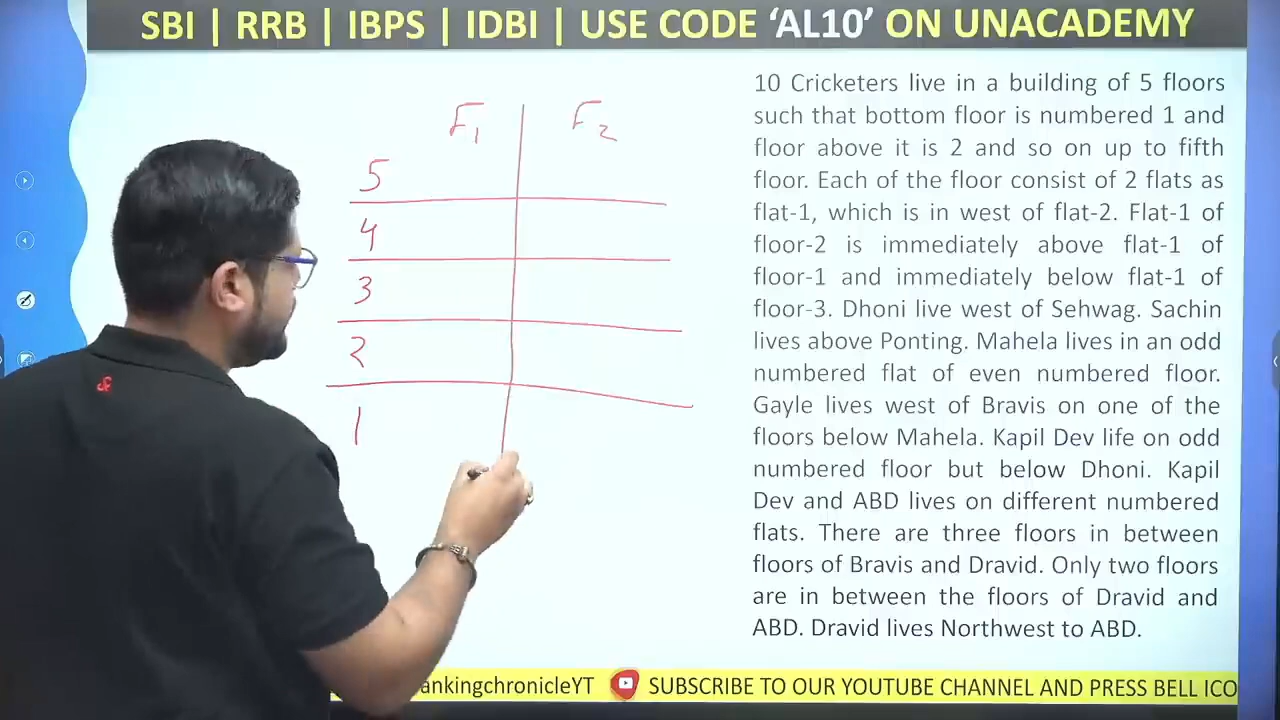 SBI | RRB | IBPS | IDBI | USE CODE ‘AL10’ ON UNACADEMY
F1 F2
5
4
3
2
1
10 Cricketers live in a building of 5 floors
such that bottom floor is numbered 1 and
floor above it is 2 and so on up to fifth
floor. Each of the floor consist of 2 flats as
flat-1, which is in west of flat-2. Flat-1 of
floor-2 is immediately above flat-1 of
floor-1 and immediately below flat-1 of
floor-3. Dhoni live west of Sehwag. Sachin
lives above Ponting. Mahela lives in an odd
numbered flat of even numbered floor.
Gayle lives west of Bravis on one of the
floors below Mahela. Kapil Dev life on odd
numbered floor but below Dhoni. Kapil
Dev and ABD lives on different numbered
flats. There are three floors in between
floors of Bravis and Dravid. Only two floors
are in between the floors of Dravid and
ABD. Dravid lives Northwest to ABD.
ankingchronicleYT SUBSCRIBE TO OUR YOUTUBE CHANNEL AND PRESS BELL ICO